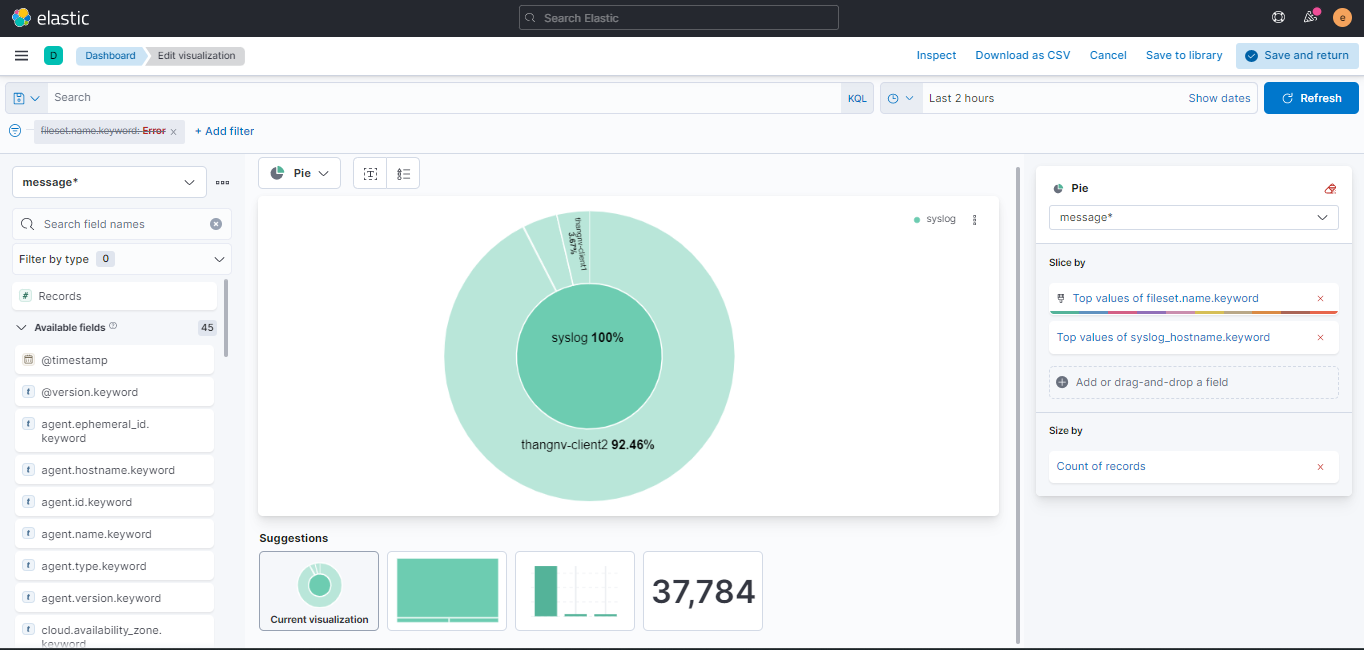 elastic
Search Elastic
e
D
Dashboard
Edit visualization
Inspect
Download as CSV
Cancel
Save to library
Save and return
Search
KQL
Last 2 hours
Show dates
Refresh
fileset.name.keyword: Error ×
+ Add filter
message*
Search field names
Filter by type 0
# Records
Available fields 45
@timestamp
t @version.keyword
t agent.ephemeral_id.
keyword
t agent.hostname.keyword
t agent.id.keyword
t agent.name.keyword
t agent.type.keyword
t agent.version.keyword
t cloud.availability_zone.
keyword
Pie
T
syslog
thangnv-client1
3.67%
syslog 100%
thangnv-client2 92.46%
Suggestions
Current visualization
37,784
Pie
message*
Slice by
Top values of fileset.name.keyword ×
Top values of syslog_hostname.keyword ×
Add or drag-and-drop a field
Size by
Count of records ×